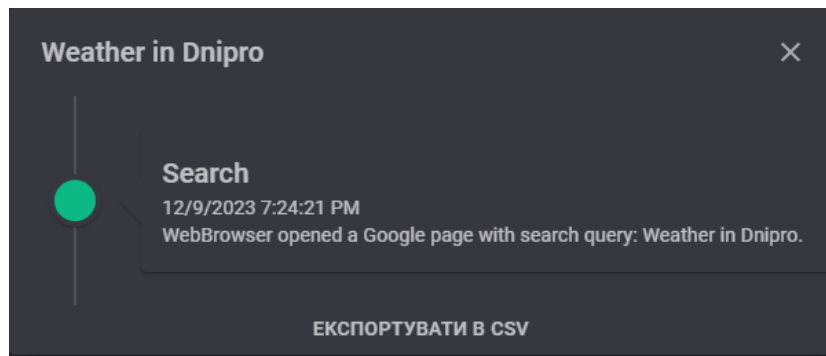 Weather in Dnipro
Search
12/9/2023 7:24:21 PM
WebBrowser opened a Google page with search query: Weather in Dnipro.
ЕКСПОРТУВАТИ В CSV